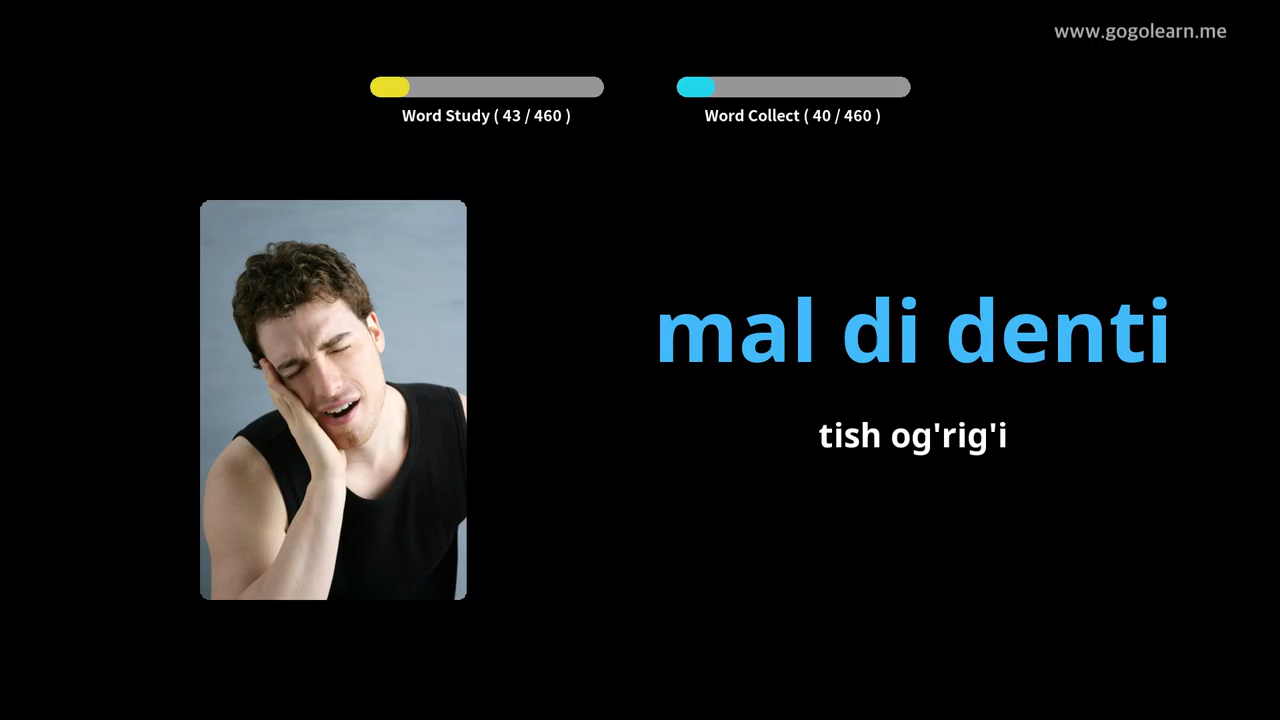 www.gogolearn.me
Word Study ( 43 / 460 )
Word Collect ( 40 / 460 )
mal di denti
tish og'rig'i